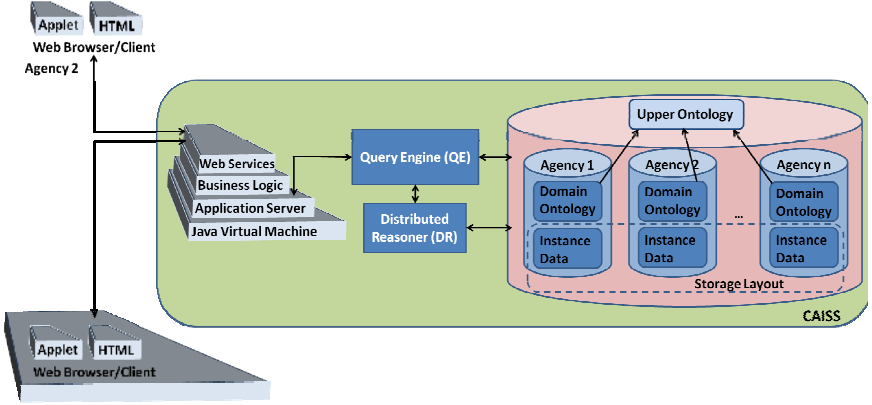 Applet HTML
Web Browser/Client
Agency 2
Web Services
Business Logic
Application Server
Java Virtual Machine
Query Engine (QE)
Distributed
Reasoner (DR)
Upper Ontology
Agency 1
Domain
Ontology
Instance
Data
Agency 2
Domain
Ontology
Instance
Data
...
Agency n
Domain
Ontology
Instance
Data
Storage Layout
CAISS
Applet HTML
Web Browser/Client